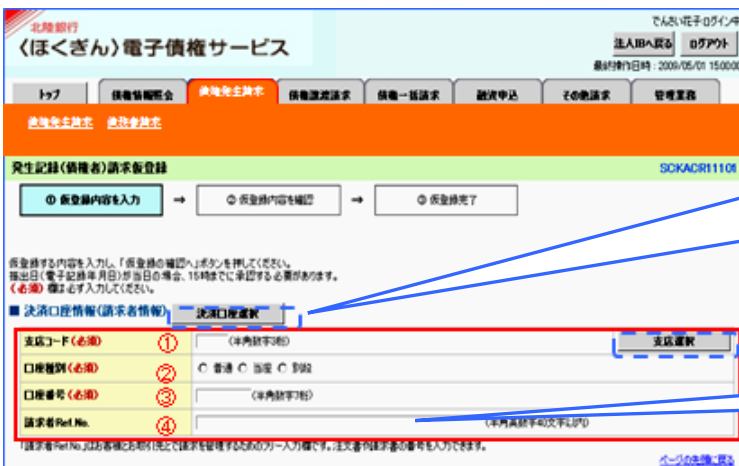 北陸銀行
でんさい花子ログイン中
〈ほくぎん〉電子債権サービス
法人IBへ戻る ログアウト
最終操作日時：2009/05/01 15:00:00
トップ 債権情報照会 債権発生請求 債権譲渡請求 債権一括請求 融資申込 その他請求 管理業務
債権発生請求 債務者請求
発生記録（債権者）請求仮登録 SCKACR11101
① 仮登録内容を入力 → ② 仮登録内容を確認 → ③ 仮登録完了
仮登録する内容を入力し、「仮登録の確認へ」ボタンを押してください。
振出日（電子記録年月日）が当日の場合、15時までに承認する必要があります。
（必須）欄は必ず入力してください。
■ 決済口座情報（請求者情報） 決済口座選択
支店コード（必須） ① （半角数字3桁） 支店選択
口座種別（必須） ② 普通 当座 別段
口座番号（必須） ③ （半角数字7桁）
請求者Ref.No. ④ （半角英数字40文字以内）
「請求者Ref.No.」はお客様とお取引先とで請求を管理するためのフリー入力欄です。注文書や請求書の番号を入力できます。
ページの先頭に戻る